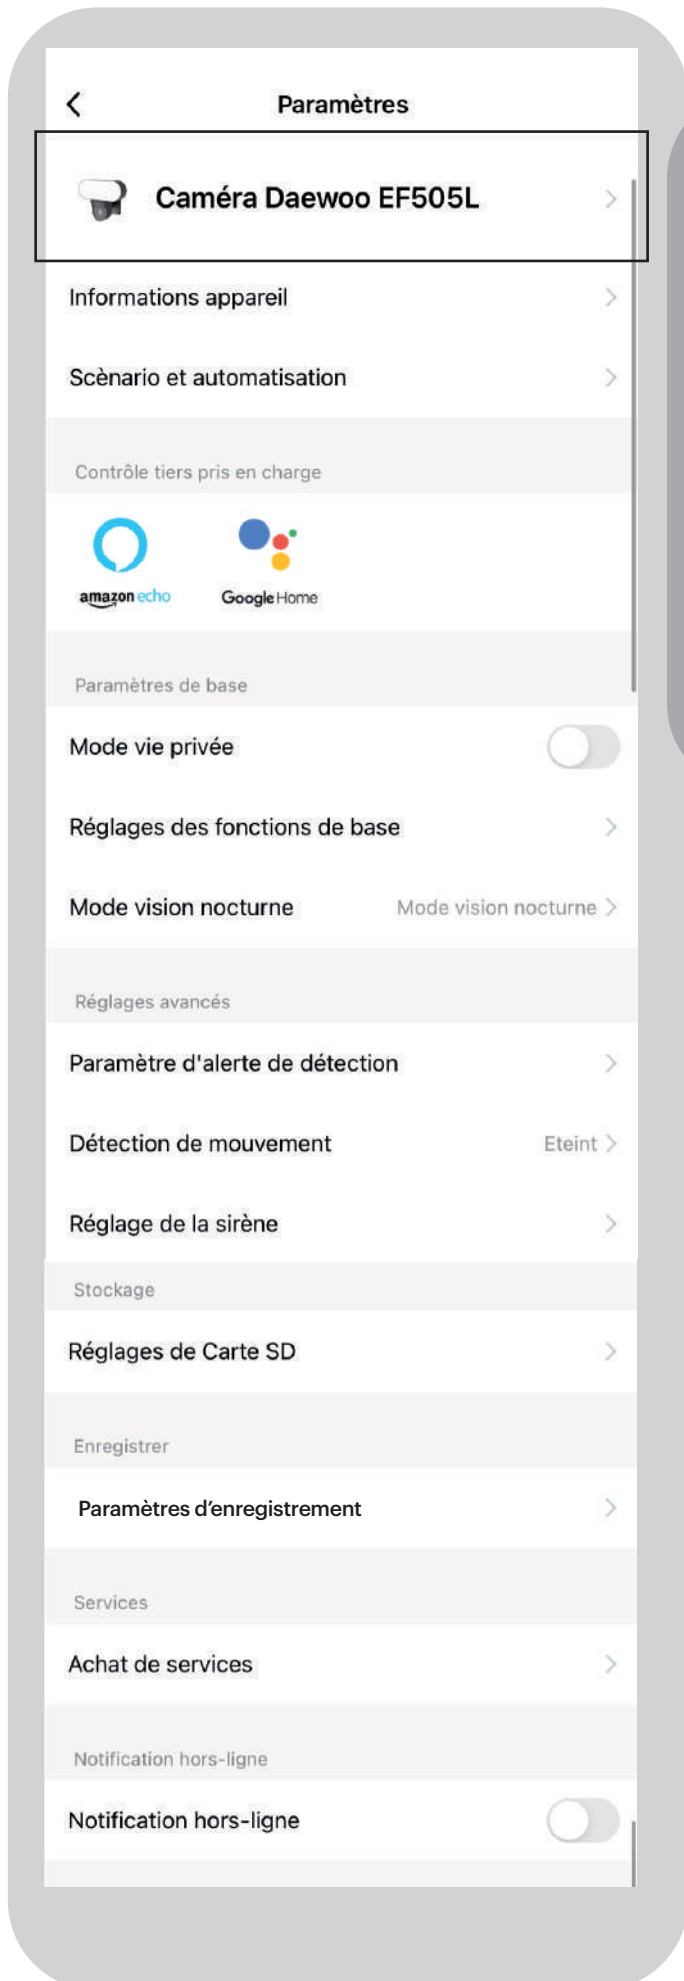 Paramètres
Caméra Daewoo EF505L
Informations appareil
Scènario et automatisation
Contrôle tiers pris en charge
amazon echo
Google Home
Paramètres de base
Mode vie privée
Réglages des fonctions de base
Mode vision nocturne
Mode vision nocturne
Réglages avancés
Paramètre d'alerte de détection
Détection de mouvement
Eteint
Réglage de la sirène
Stockage
Réglages de Carte SD
Enregistrer
Paramètres d’enregistrement
Services
Achat de services
Notification hors-ligne
Notification hors-ligne